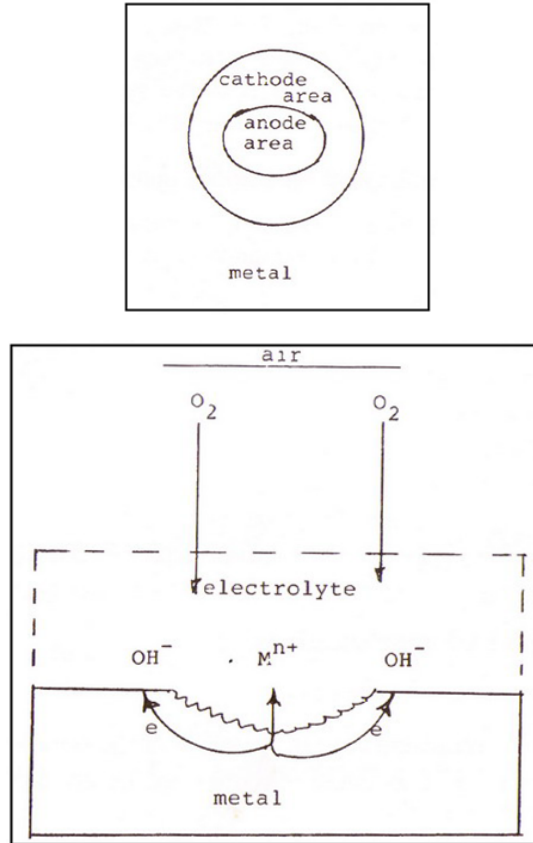 cathode
area
anode
area
metal
air
O₂ O₂
electrolyte
OH⁻ . Mⁿ⁺ OH⁻
e e
metal